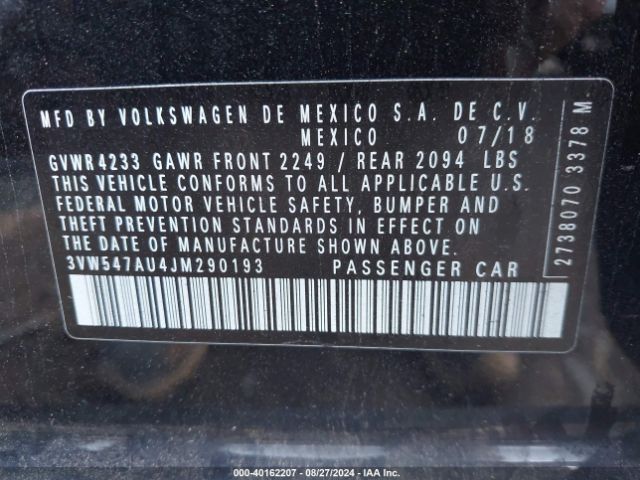 MFD BY VOLKSWAGEN DE MEXICO S.A. DE C.V.
MEXICO 07/18
GVWR 4233 GAWR FRONT 2249 / REAR 2094 LBS
THIS VEHICLE CONFORMS TO ALL APPLICABLE U.S.
FEDERAL MOTOR VEHICLE SAFETY, BUMPER AND
THEFT PREVENTION STANDARDS IN EFFECT ON
THE DATE OF MANUFACTURE SHOWN ABOVE.
3VW547AU4JM290193 PASSENGER CAR
2738070 3378 M
000-40162207 - 08/27/2024 - IAA Inc.